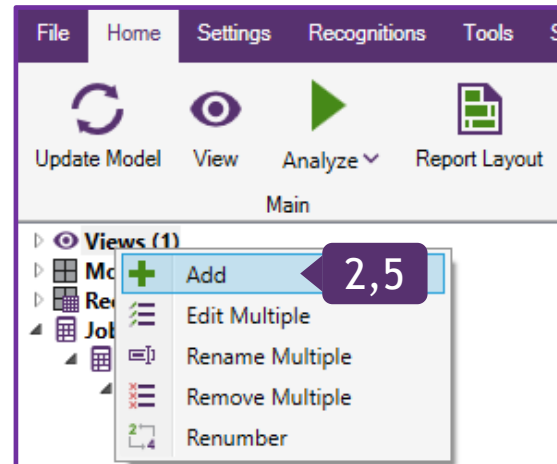 File Home Settings Recognitions Tools
Update Model View Analyze Report Layout
Main
Views (1)
Add 2,5
Edit Multiple
Job
Rename Multiple
Remove Multiple
Renumber